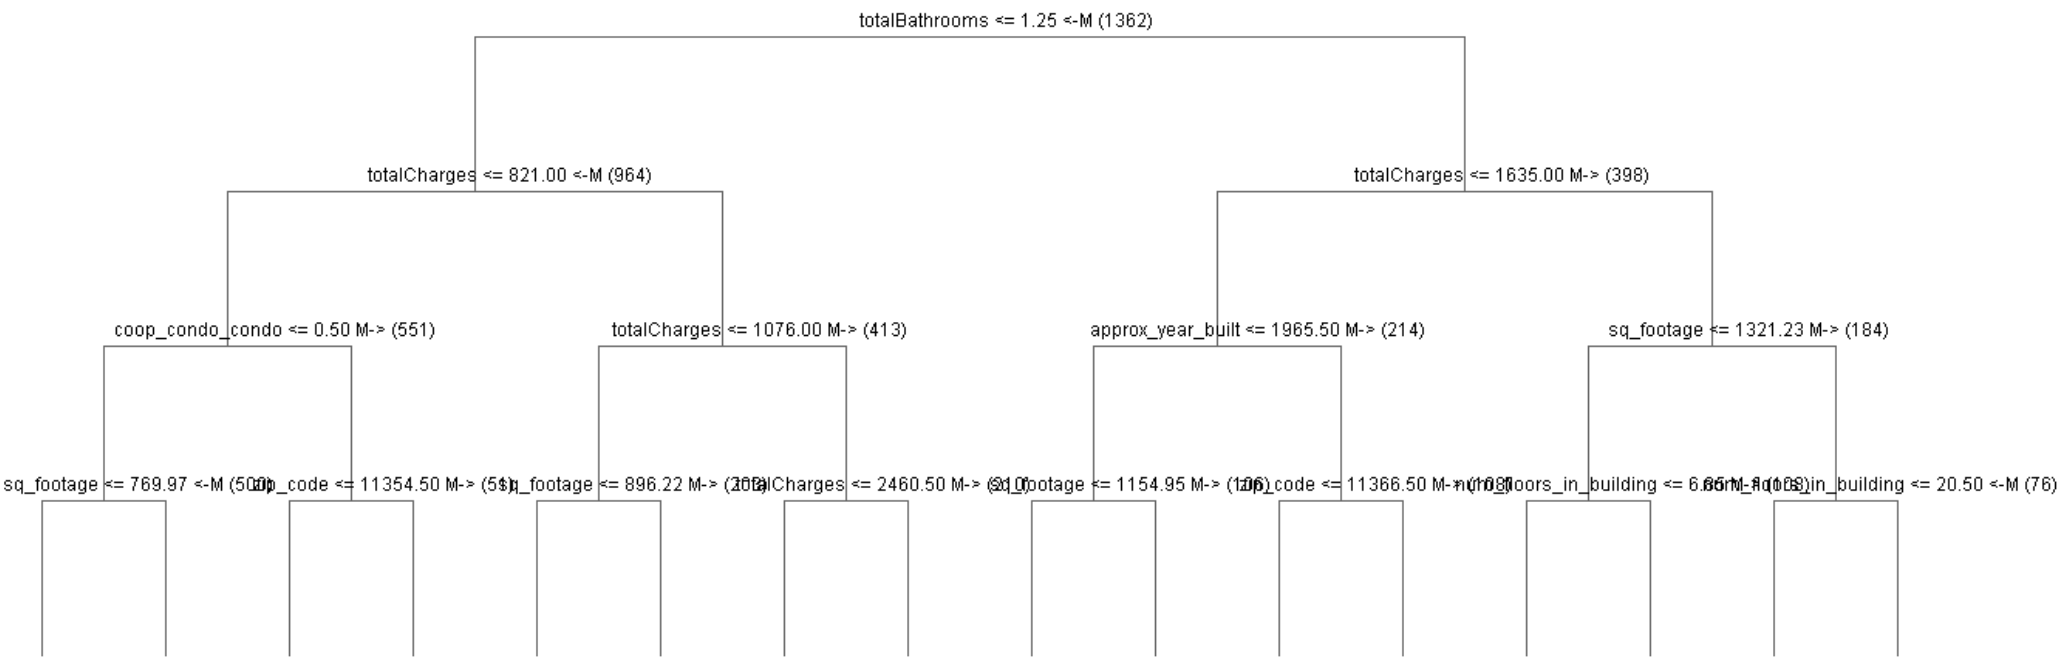 totalBathrooms <= 1.25 <-M (1362)
totalCharges <= 821.00 <-M (964)
totalCharges <= 1635.00 M-> (398)
coop_condo_condo <= 0.50 M-> (551)
totalCharges <= 1076.00 M-> (413)
approx_year_built <= 1965.50 M-> (214)
sq_footage <= 1321.23 M-> (184)
sq_footage <= 769.97 <-M (500)
zip_code <= 11354.50 M-> (51)
sq_footage <= 896.22 M-> (203)
totalCharges <= 2460.50 M-> (210)
sq_footage <= 1154.95 M-> (106)
zip_code <= 11366.50 M-> (108)
num_floors_in_building <= M-> (108)
num_floors_in_building <= 20.50 <-M (76)